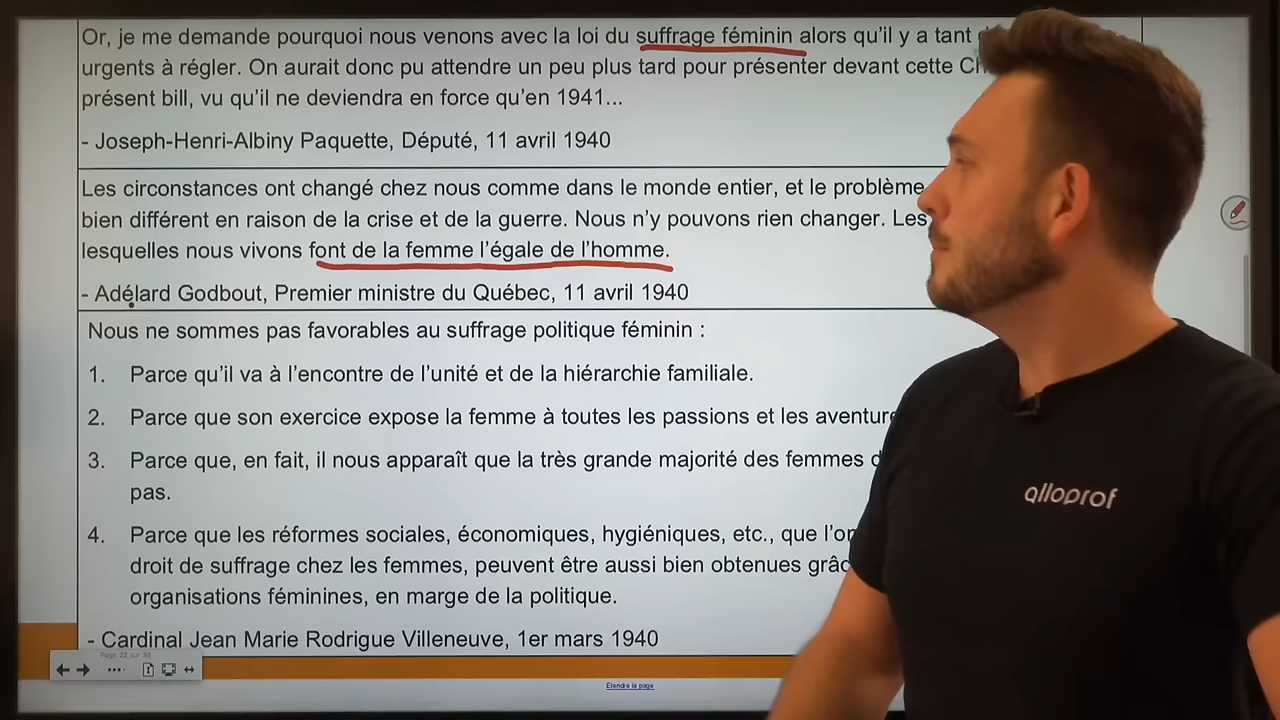 Or, je me demande pourquoi nous venons avec la loi du suffrage féminin alors qu'il y a tant
urgents à régler. On aurait donc pu attendre un peu plus tard pour présenter devant cette
présent bill, vu qu'il ne deviendra en force qu'en 1941...
- Joseph-Henri-Albiny Paquette, Député, 11 avril 1940
Les circonstances ont changé chez nous comme dans le monde entier, et le problème
bien différent en raison de la crise et de la guerre. Nous n'y pouvons rien changer. Les
lesquelles nous vivons font de la femme l'égale de l'homme.
- Adélard Godbout, Premier ministre du Québec, 11 avril 1940
Nous ne sommes pas favorables au suffrage politique féminin :
1. Parce qu'il va à l'encontre de l'unité et de la hiérarchie familiale.
2. Parce que son exercice expose la femme à toutes les passions et les
3. Parce que, en fait, il nous apparaît que la très grande majorité des femmes
pas.
4. Parce que les réformes sociales, économiques, hygiéniques, etc., que
droit de suffrage chez les femmes, peuvent être aussi bien obtenues
organisations féminines, en marge de la politique.
- Cardinal Jean Marie Rodrigue Villeneuve, 1er mars 1940
Page 22 sur 38
Étendre la page
alloprof